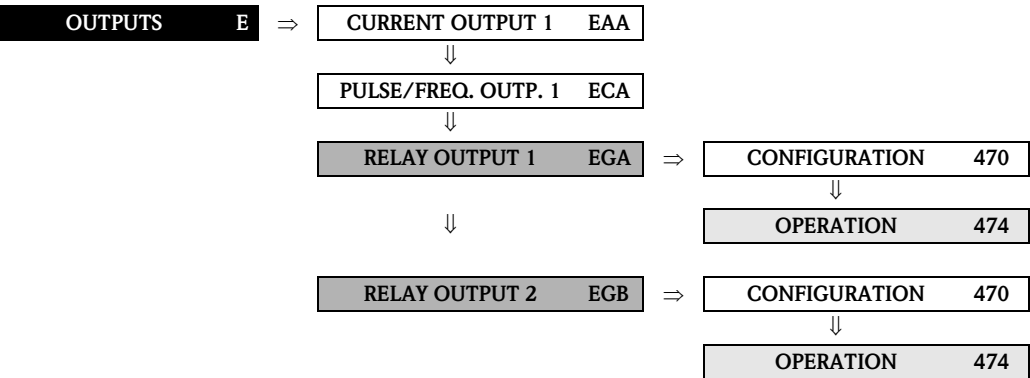 OUTPUTS E ⇒ CURRENT OUTPUT 1 EAA
⇓
PULSE/FREQ. OUTP. 1 ECA
⇓
RELAY OUTPUT 1 EGA ⇒ CONFIGURATION 470
⇓
⇓ OPERATION 474
RELAY OUTPUT 2 EGB ⇒ CONFIGURATION 470
⇓
OPERATION 474